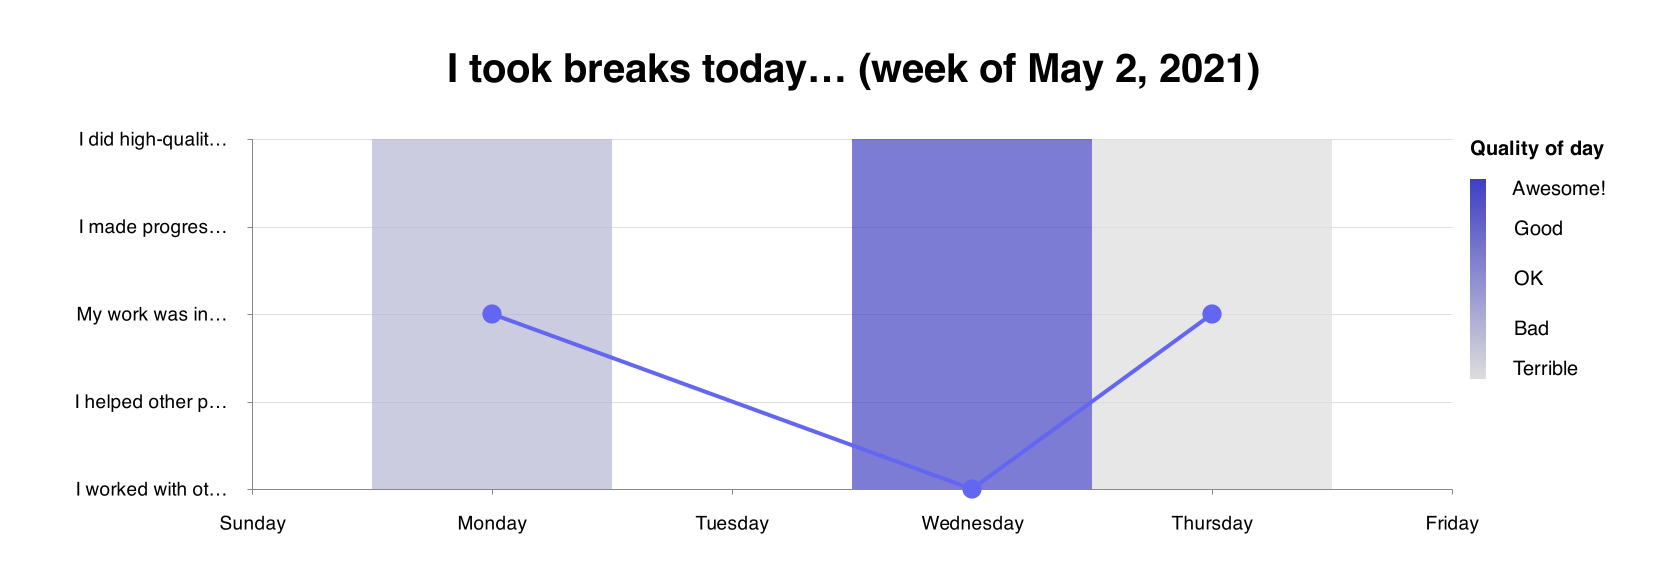 I took breaks today… (week of May 2, 2021)
I did high-qualit…
I made progres…
My work was in…
I helped other p…
I worked with ot…
Sunday Monday Tuesday Wednesday Thursday Friday
Quality of day
Awesome!
Good
OK
Bad
Terrible